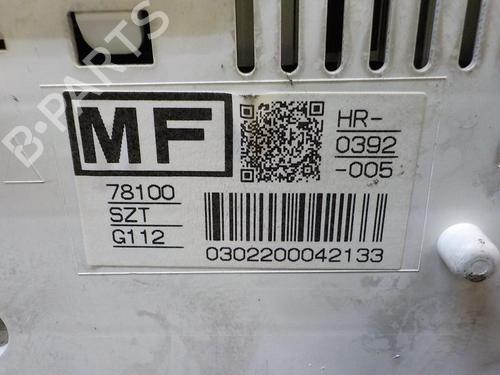 B-PARTS
MF
HR-
0392
-005
78100
SZT
G112
0302200042133